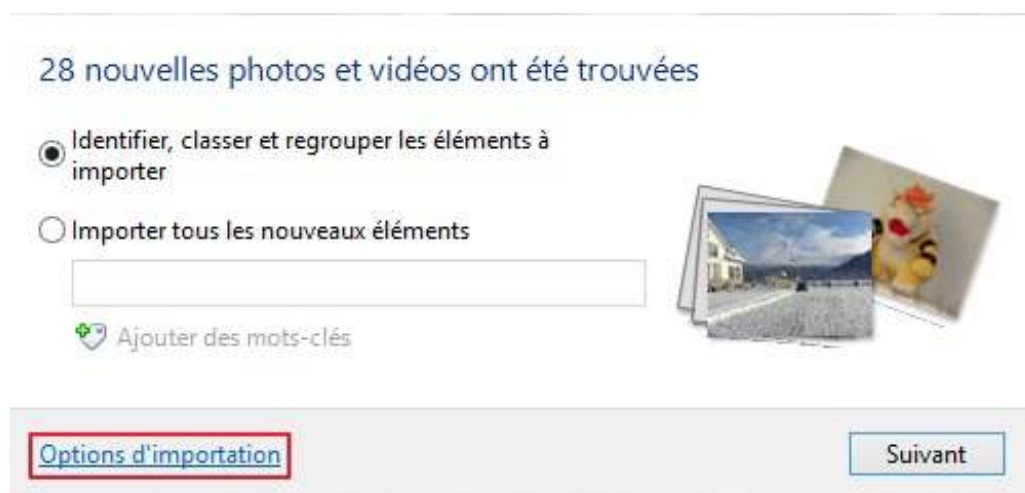 28 nouvelles photos et vidéos ont été trouvées
Identifier, classer et regrouper les éléments à
importer
Importer tous les nouveaux éléments
Ajouter des mots-clés
Options d'importation
Suivant